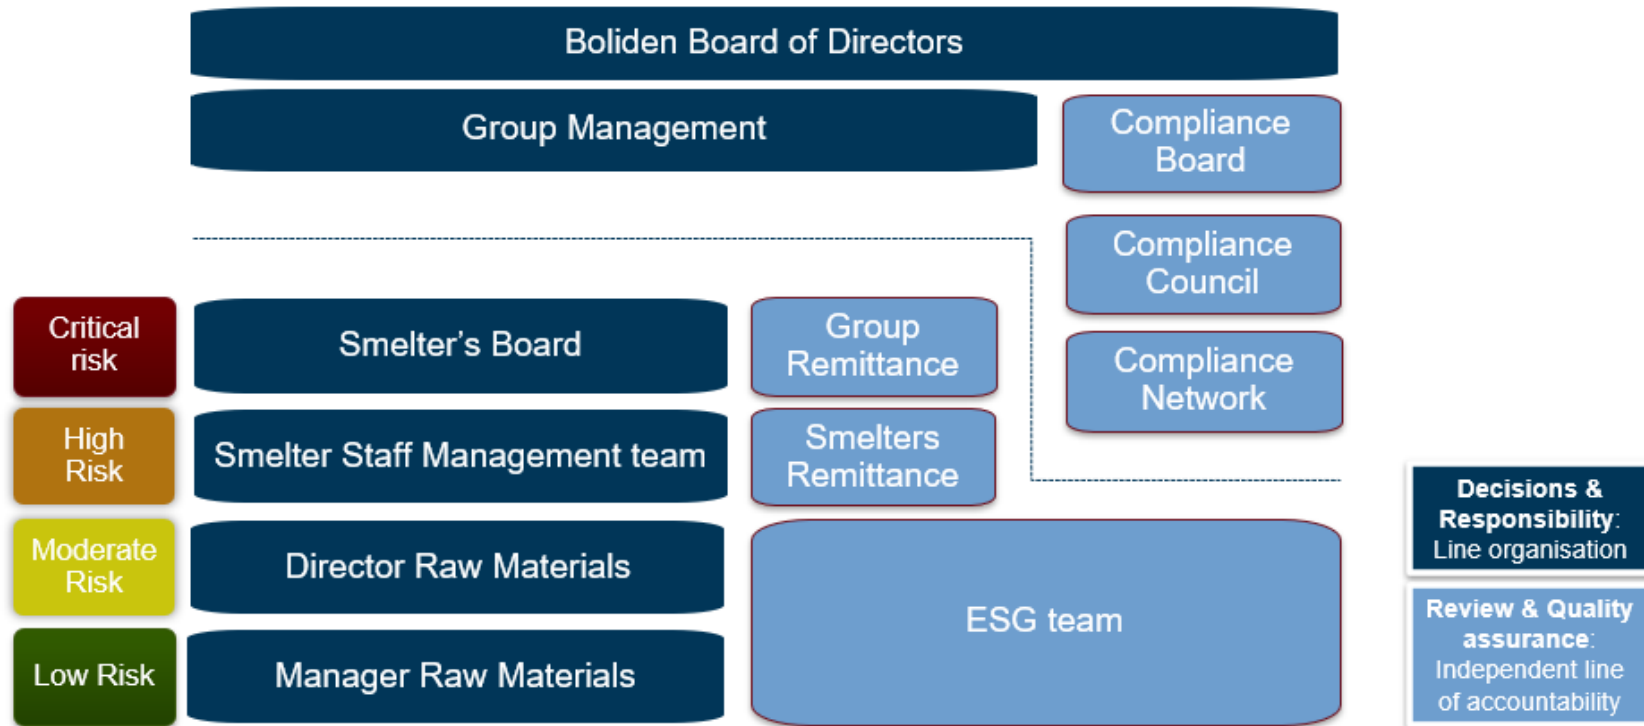 Boliden Board of Directors
Group Management
Compliance
Board
Compliance
Council
Critical
risk
Smelter's Board
Group
Remittance
Compliance
Network
High
Risk
Smelter Staff Management team
Smelters
Remittance
Moderate
Risk
Director Raw Materials
ESG team
Low Risk
Manager Raw Materials
Decisions &
Responsibility:
Line organisation
Review & Quality
assurance:
Independent line
of accountability